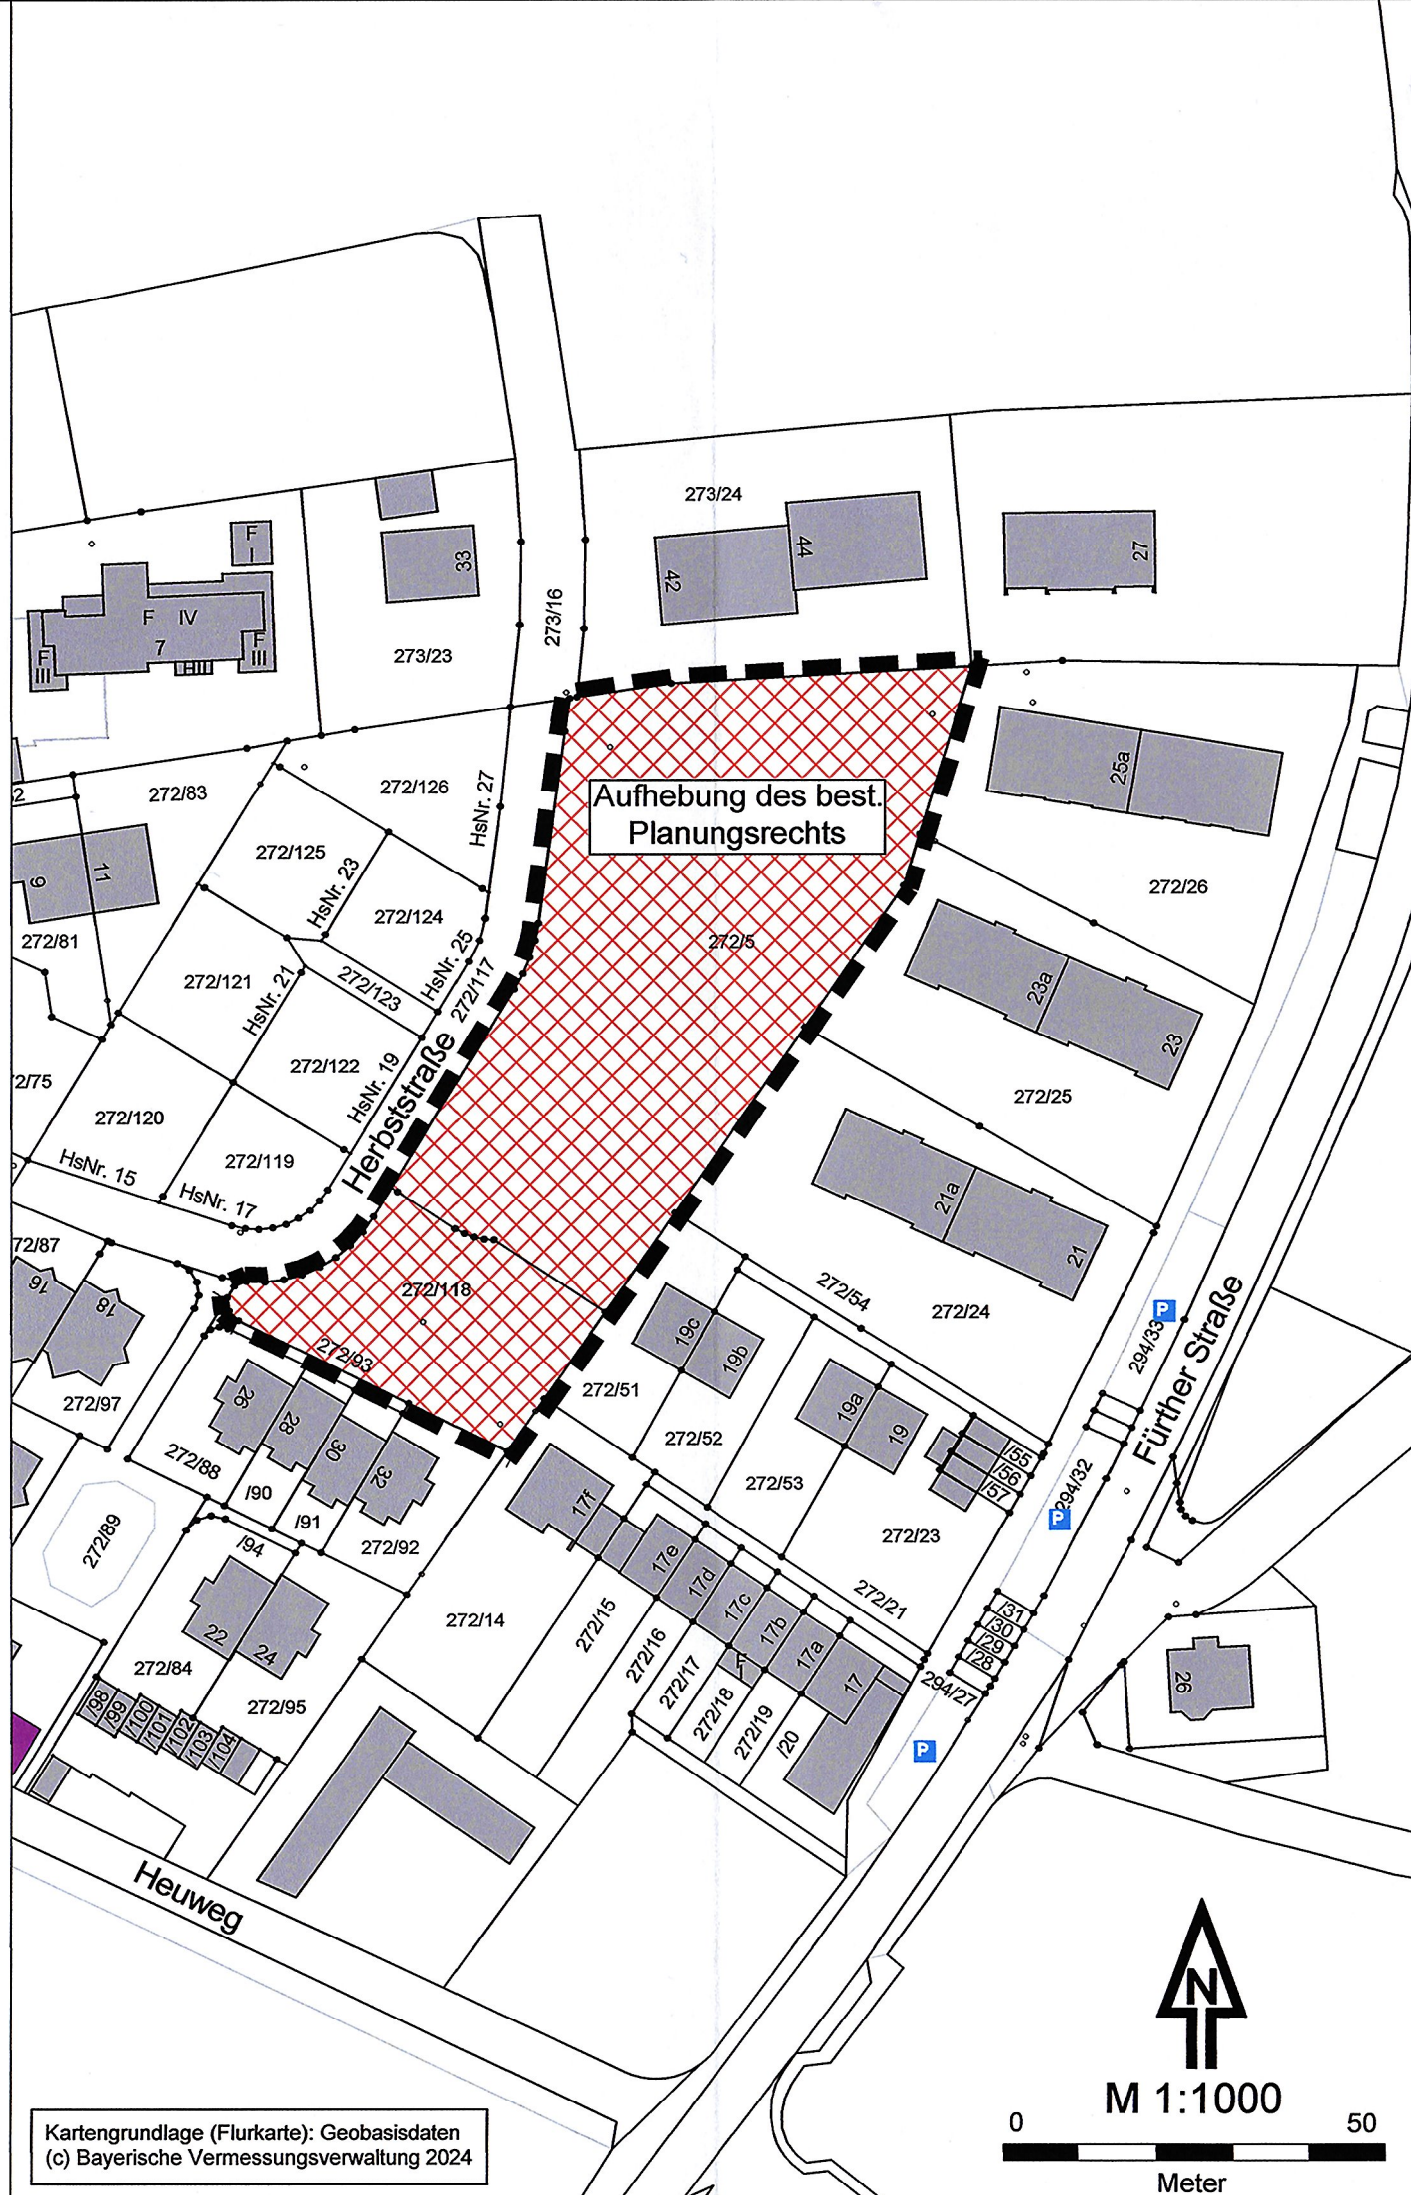 273/24
44
42
27
33
F
I
F IV
7
F
III
F
III
273/16
273/23
25a
Aufhebung des best.
Planungsrechts
HsNr. 27
272/126
272/83
272/125
HsNr. 23
11
9
272/124
272/26
272/81
272/5
HsNr. 25
272/117
272/121
HsNr. 21
272/123
23a
23
272/122
HsNr. 19
Herbststraße
272/25
272/120
272/119
HsNr. 15
HsNr. 17
21a
21
72/87
16
18
272/118
272/54
272/24
19c
19b
294/33
P
Fürther Straße
272/93
272/51
272/97
26
28
30
32
19a
19
272/52
/55
/56
/57
272/88
/90
/91
272/92
272/53
294/32
P
17f
272/89
/94
272/23
17e
17d
17c
17b
17a
17
272/21
272/14
272/15
272/16
272/17
272/18
272/19
/20
/31
/30
/29
/28
294/27
22
24
272/84
272/95
26
/98
/99
/100
/101
/102
/103
/104
P
Heuweg
N
M 1:1000
0 50
Meter
Kartengrundlage (Flurkarte): Geobasisdaten
(c) Bayerische Vermessungsverwaltung 2024